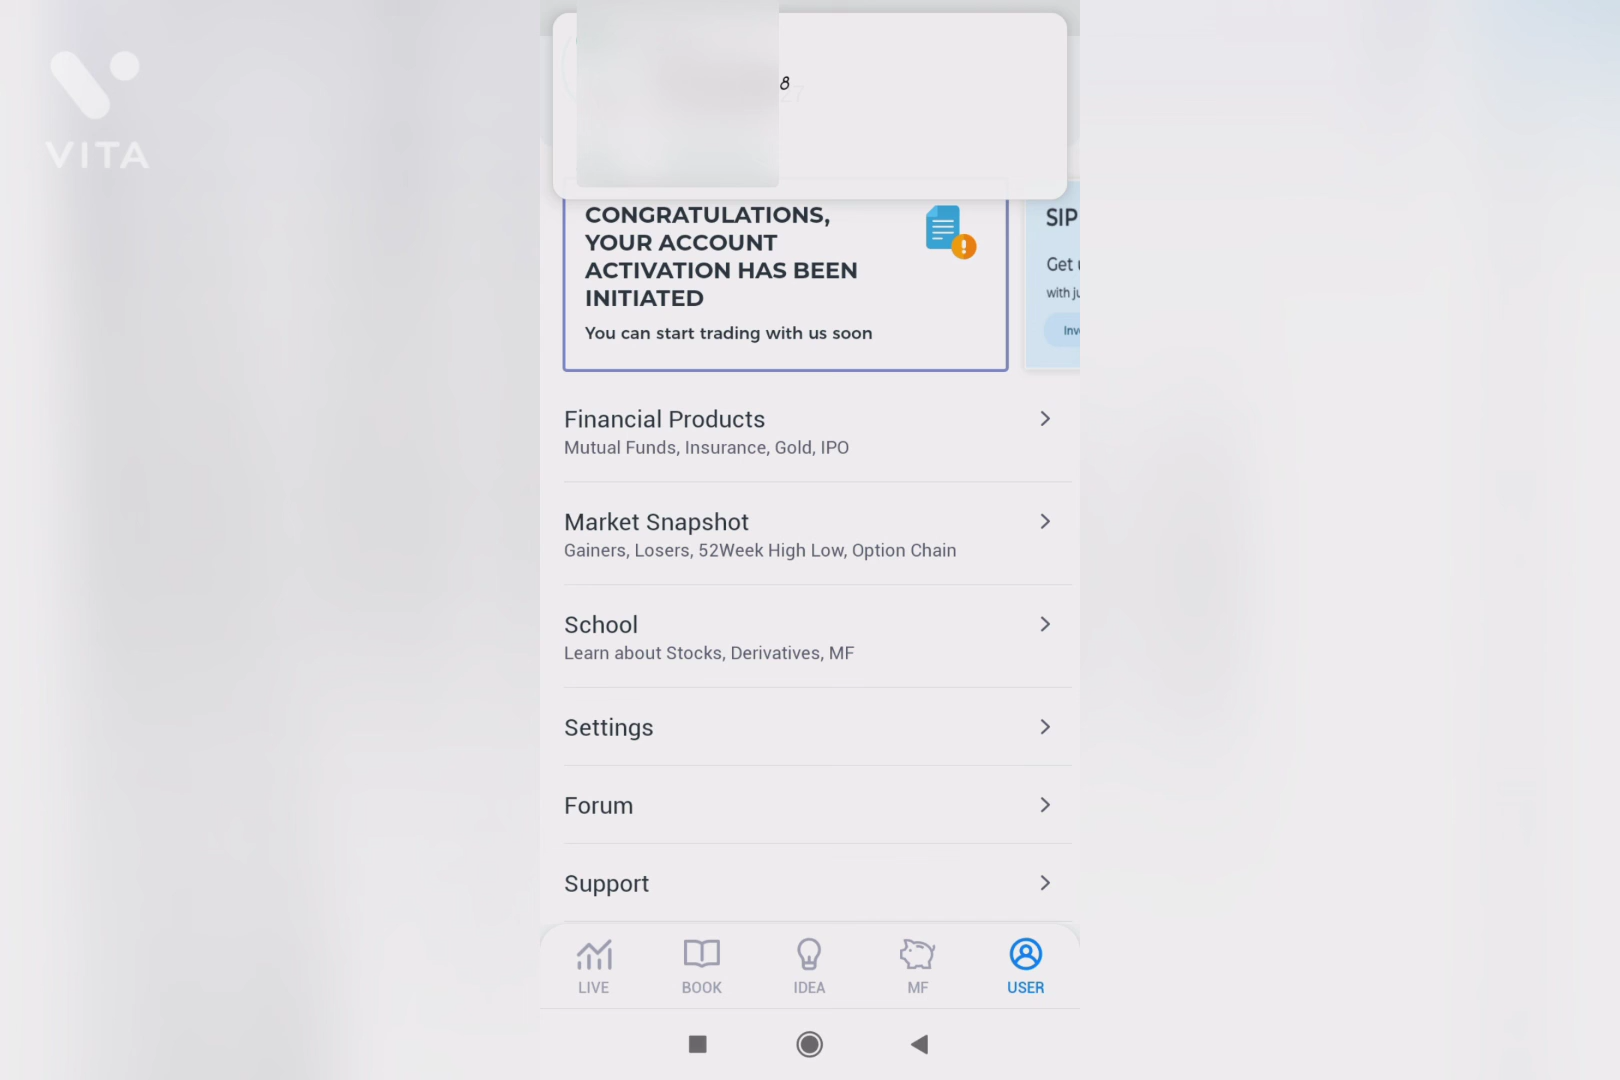 VITA
8
CONGRATULATIONS,
YOUR ACCOUNT
ACTIVATION HAS BEEN
INITIATED
You can start trading with us soon
SIP
Get
Financial Products
Mutual Funds, Insurance, Gold, IPO
Market Snapshot
Gainers, Losers, 52Week High Low, Option Chain
School
Learn about Stocks, Derivatives, MF
Settings
Forum
Support
LIVE
BOOK
IDEA
MF
USER